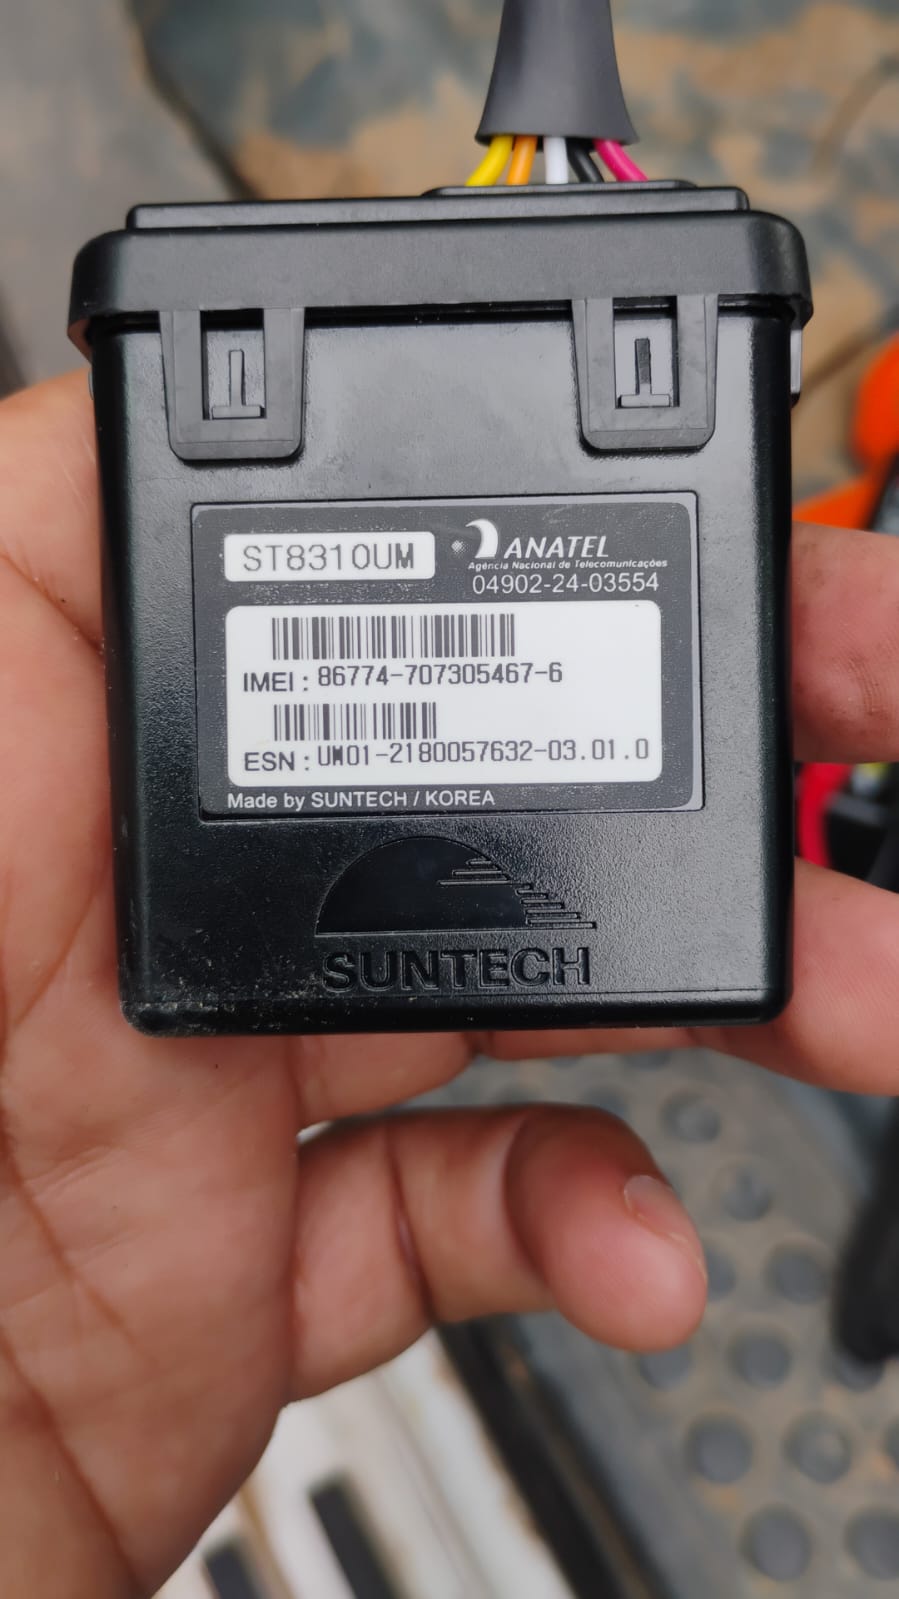 ST8310UM
ANATEL
Agência Nacional de Telecomunicações
04902-24-03554
IMEI : 86774-707305467-6
ESN : UM01-2180057632-03.01.0
Made by SUNTECH / KOREA
SUNTECH